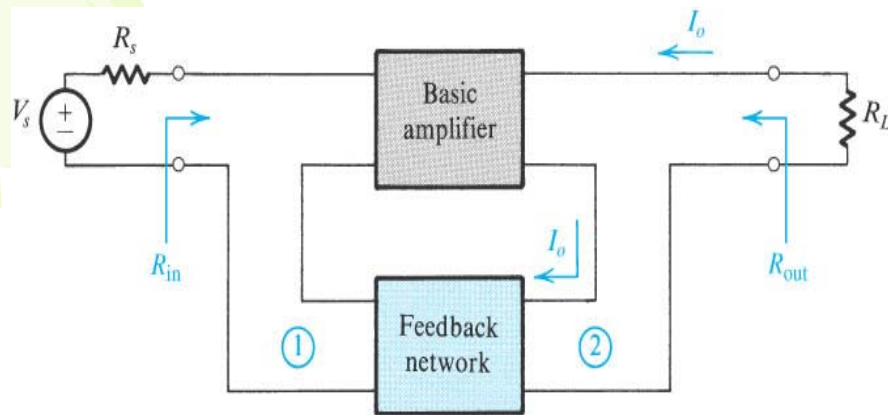 R_s
I_o
V_s
+
−
Basic
amplifier
R_L
R_in
I_o
R_out
1
Feedback
network
2